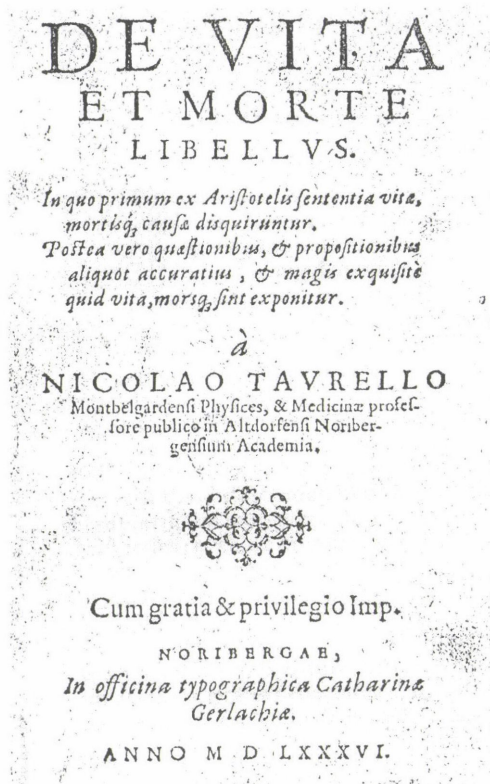 DE VITA
ET MORTE
LIBELLVS.
In quo primum ex Aristotelis sententia vitæ,
mortisq́; causæ disquiruntur.
Postea vero quæstionibus, & propositionibus
aliquot accuratius, & magis exquisitè
quid vita, morsq́; sint exponitur.
à
NICOLAO TAVRELLO
Montbelgardensi Physices, & Medicinæ profes-
sore publico in Altdorfensi Noriber-
gensium Academia.
Cum gratia & privilegio Imp.
NORIBERGAE,
In officina typographica Catharinæ
Gerlachiæ.
ANNO M D LXXXVI.